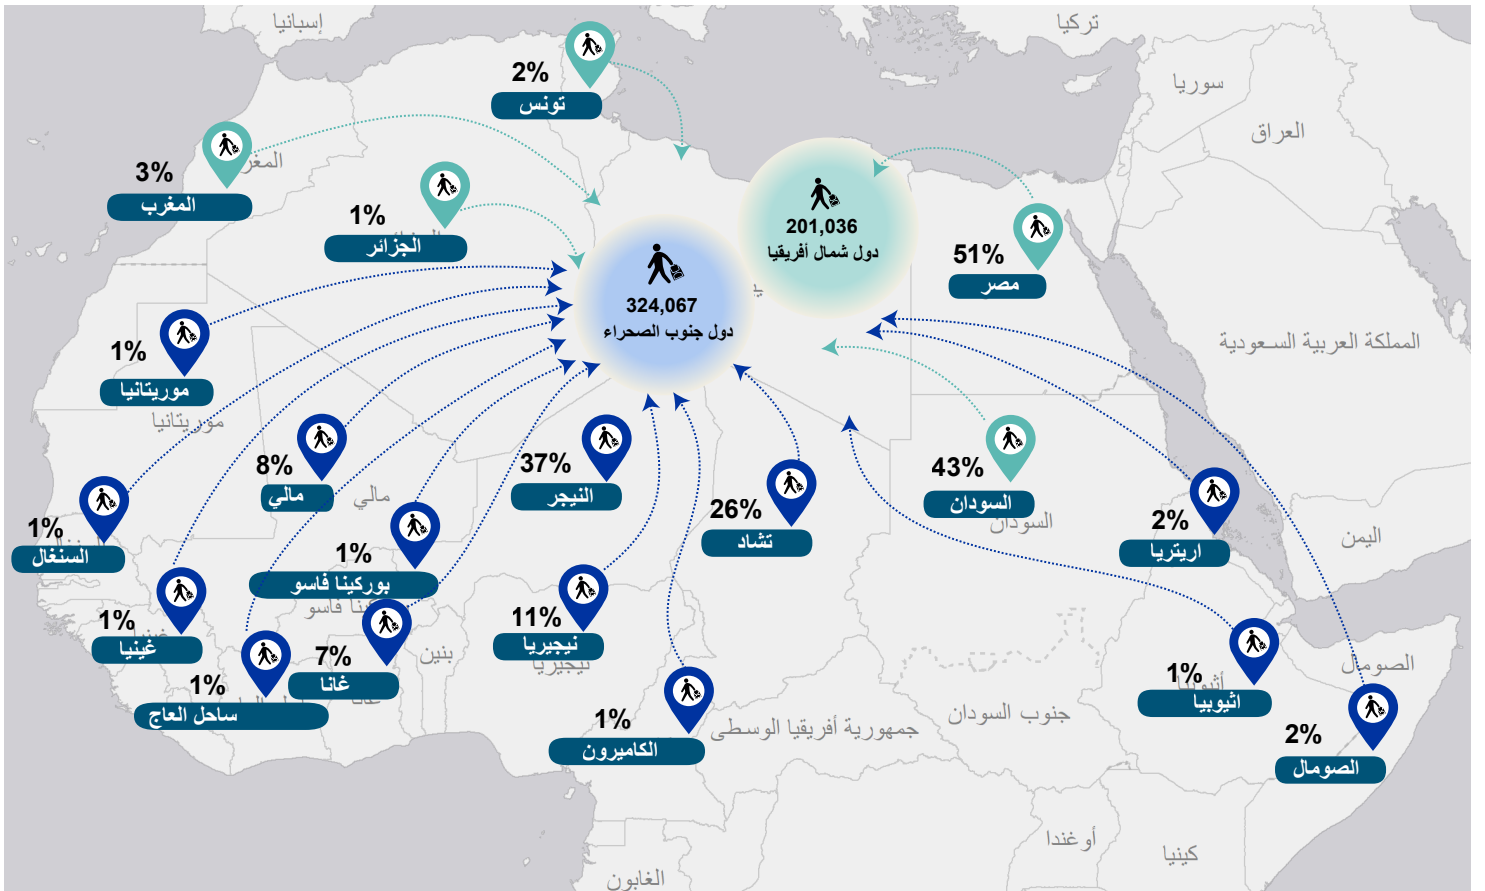 إسبانيا
تركيا
سوريا
العراق
2%
تونس
3%
المغرب
1%
الجزائر
201,036
دول شمال أفريقيا
51%
مصر
324,067
دول جنوب الصحراء
المملكة العربية السعودية
1%
موريتانيا
موريتانيا
8%
مالي
مالي
37%
النيجر
26%
تشاد
43%
السودان
السودان
2%
اريتريا
اليمن
1%
السنغال
1%
بوركينا فاسو
1%
غينيا
11%
نيجيريا
نيجيريا
7%
غانا
بنين
1%
ساحل العاج
1%
الكاميرون
جمهورية أفريقيا الوسطى
جنوب السودان
1%
اثيوبيا
أثيوبيا
الصومال
2%
الصومال
أوغندا
كينيا
الغابون